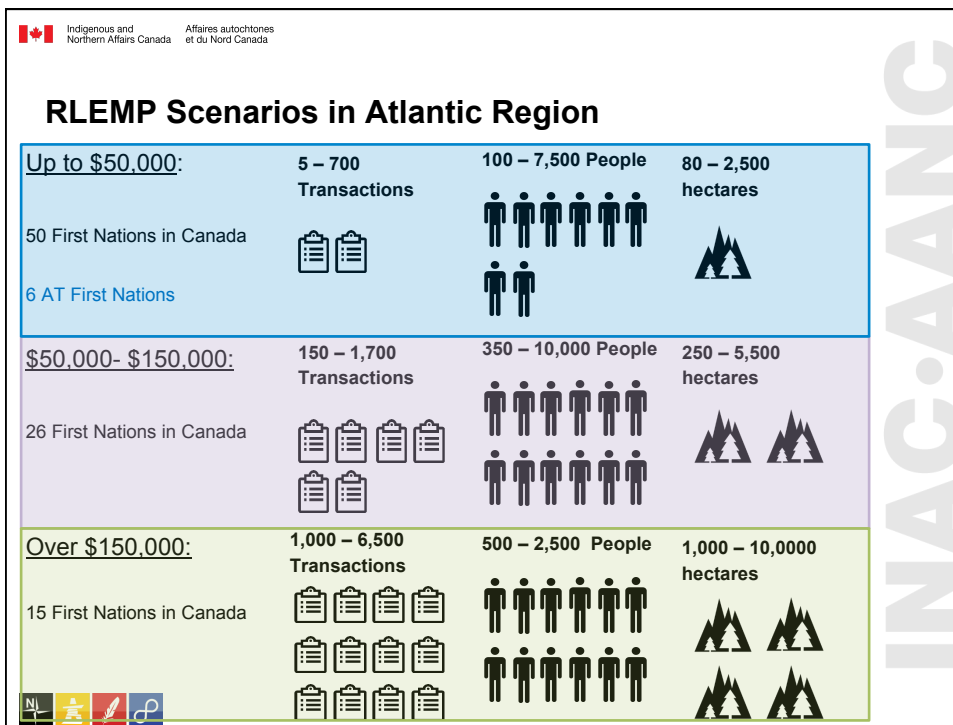 Indigenous and Northern Affairs Canada
Affaires autochtones et du Nord Canada
RLEMP Scenarios in Atlantic Region
Up to $50,000:
50 First Nations in Canada
6 AT First Nations
5 – 700
Transactions
100 – 7,500 People
80 – 2,500
hectares
$50,000- $150,000:
26 First Nations in Canada
150 – 1,700
Transactions
350 – 10,000 People
250 – 5,500
hectares
Over $150,000:
15 First Nations in Canada
1,000 – 6,500
Transactions
500 – 2,500 People
1,000 – 10,0000
hectares
INAC•AANC
N